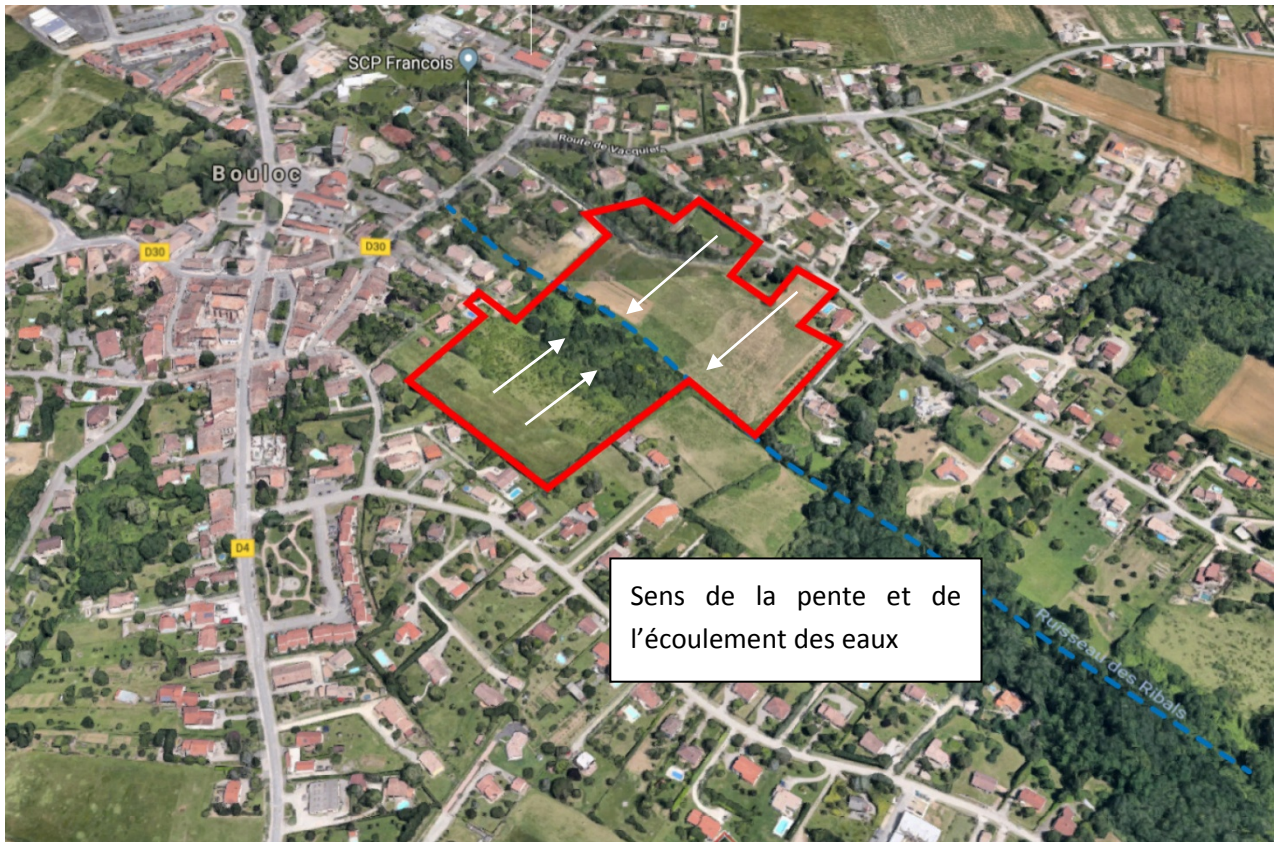 SCP Francois
Route de Vacquiers
Bouloc
D30
D30
D4
Sens de la pente et de
l’écoulement des eaux
Ruisseau des Ribals